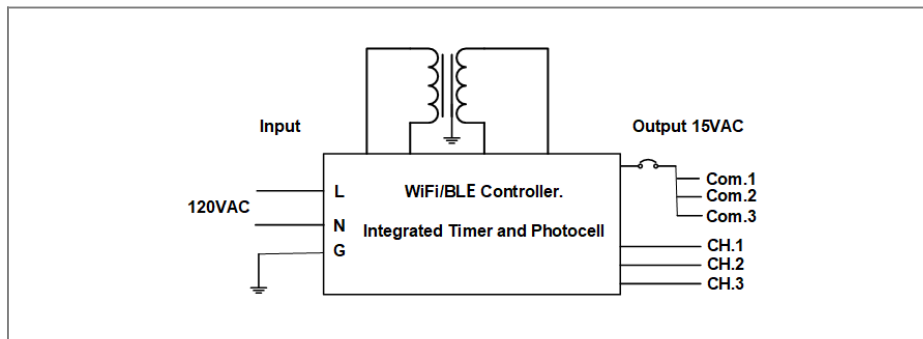 Input
Output 15VAC
120VAC
L
N
G
WiFi/BLE Controller.
Integrated Timer and Photocell
Com.1
Com.2
Com.3
CH.1
CH.2
CH.3